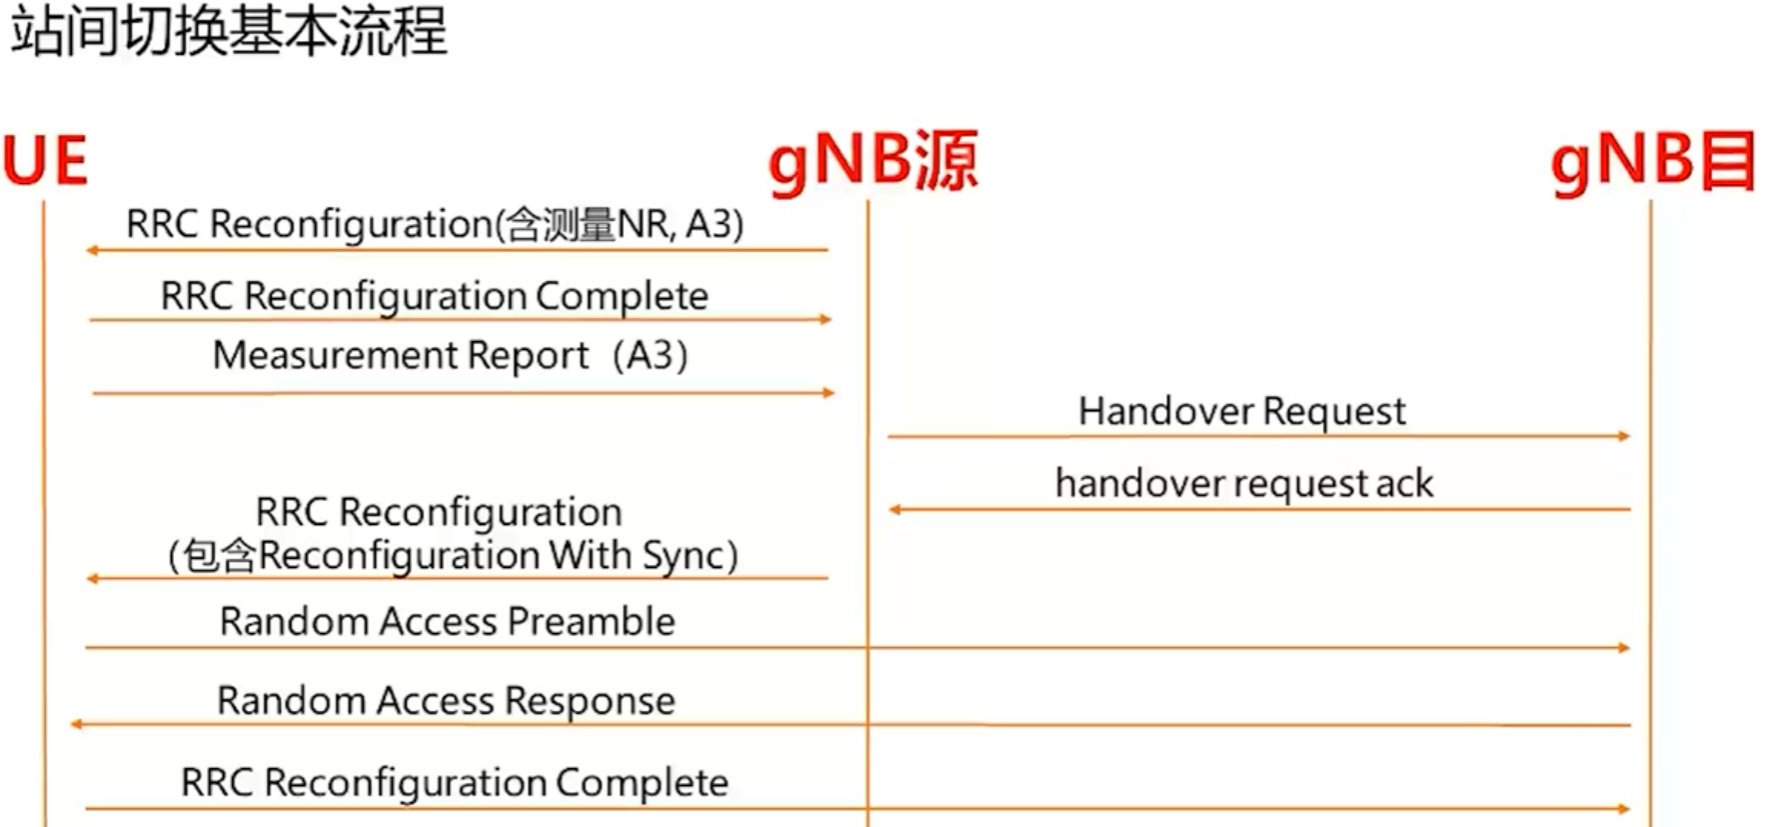 站间切换基本流程
UE
gNB源
gNB目
RRC Reconfiguration(含测量NR, A3)
RRC Reconfiguration Complete
Measurement Report（A3）
Handover Request
handover request ack
RRC Reconfiguration
（包含Reconfiguration With Sync）
Random Access Preamble
Random Access Response
RRC Reconfiguration Complete